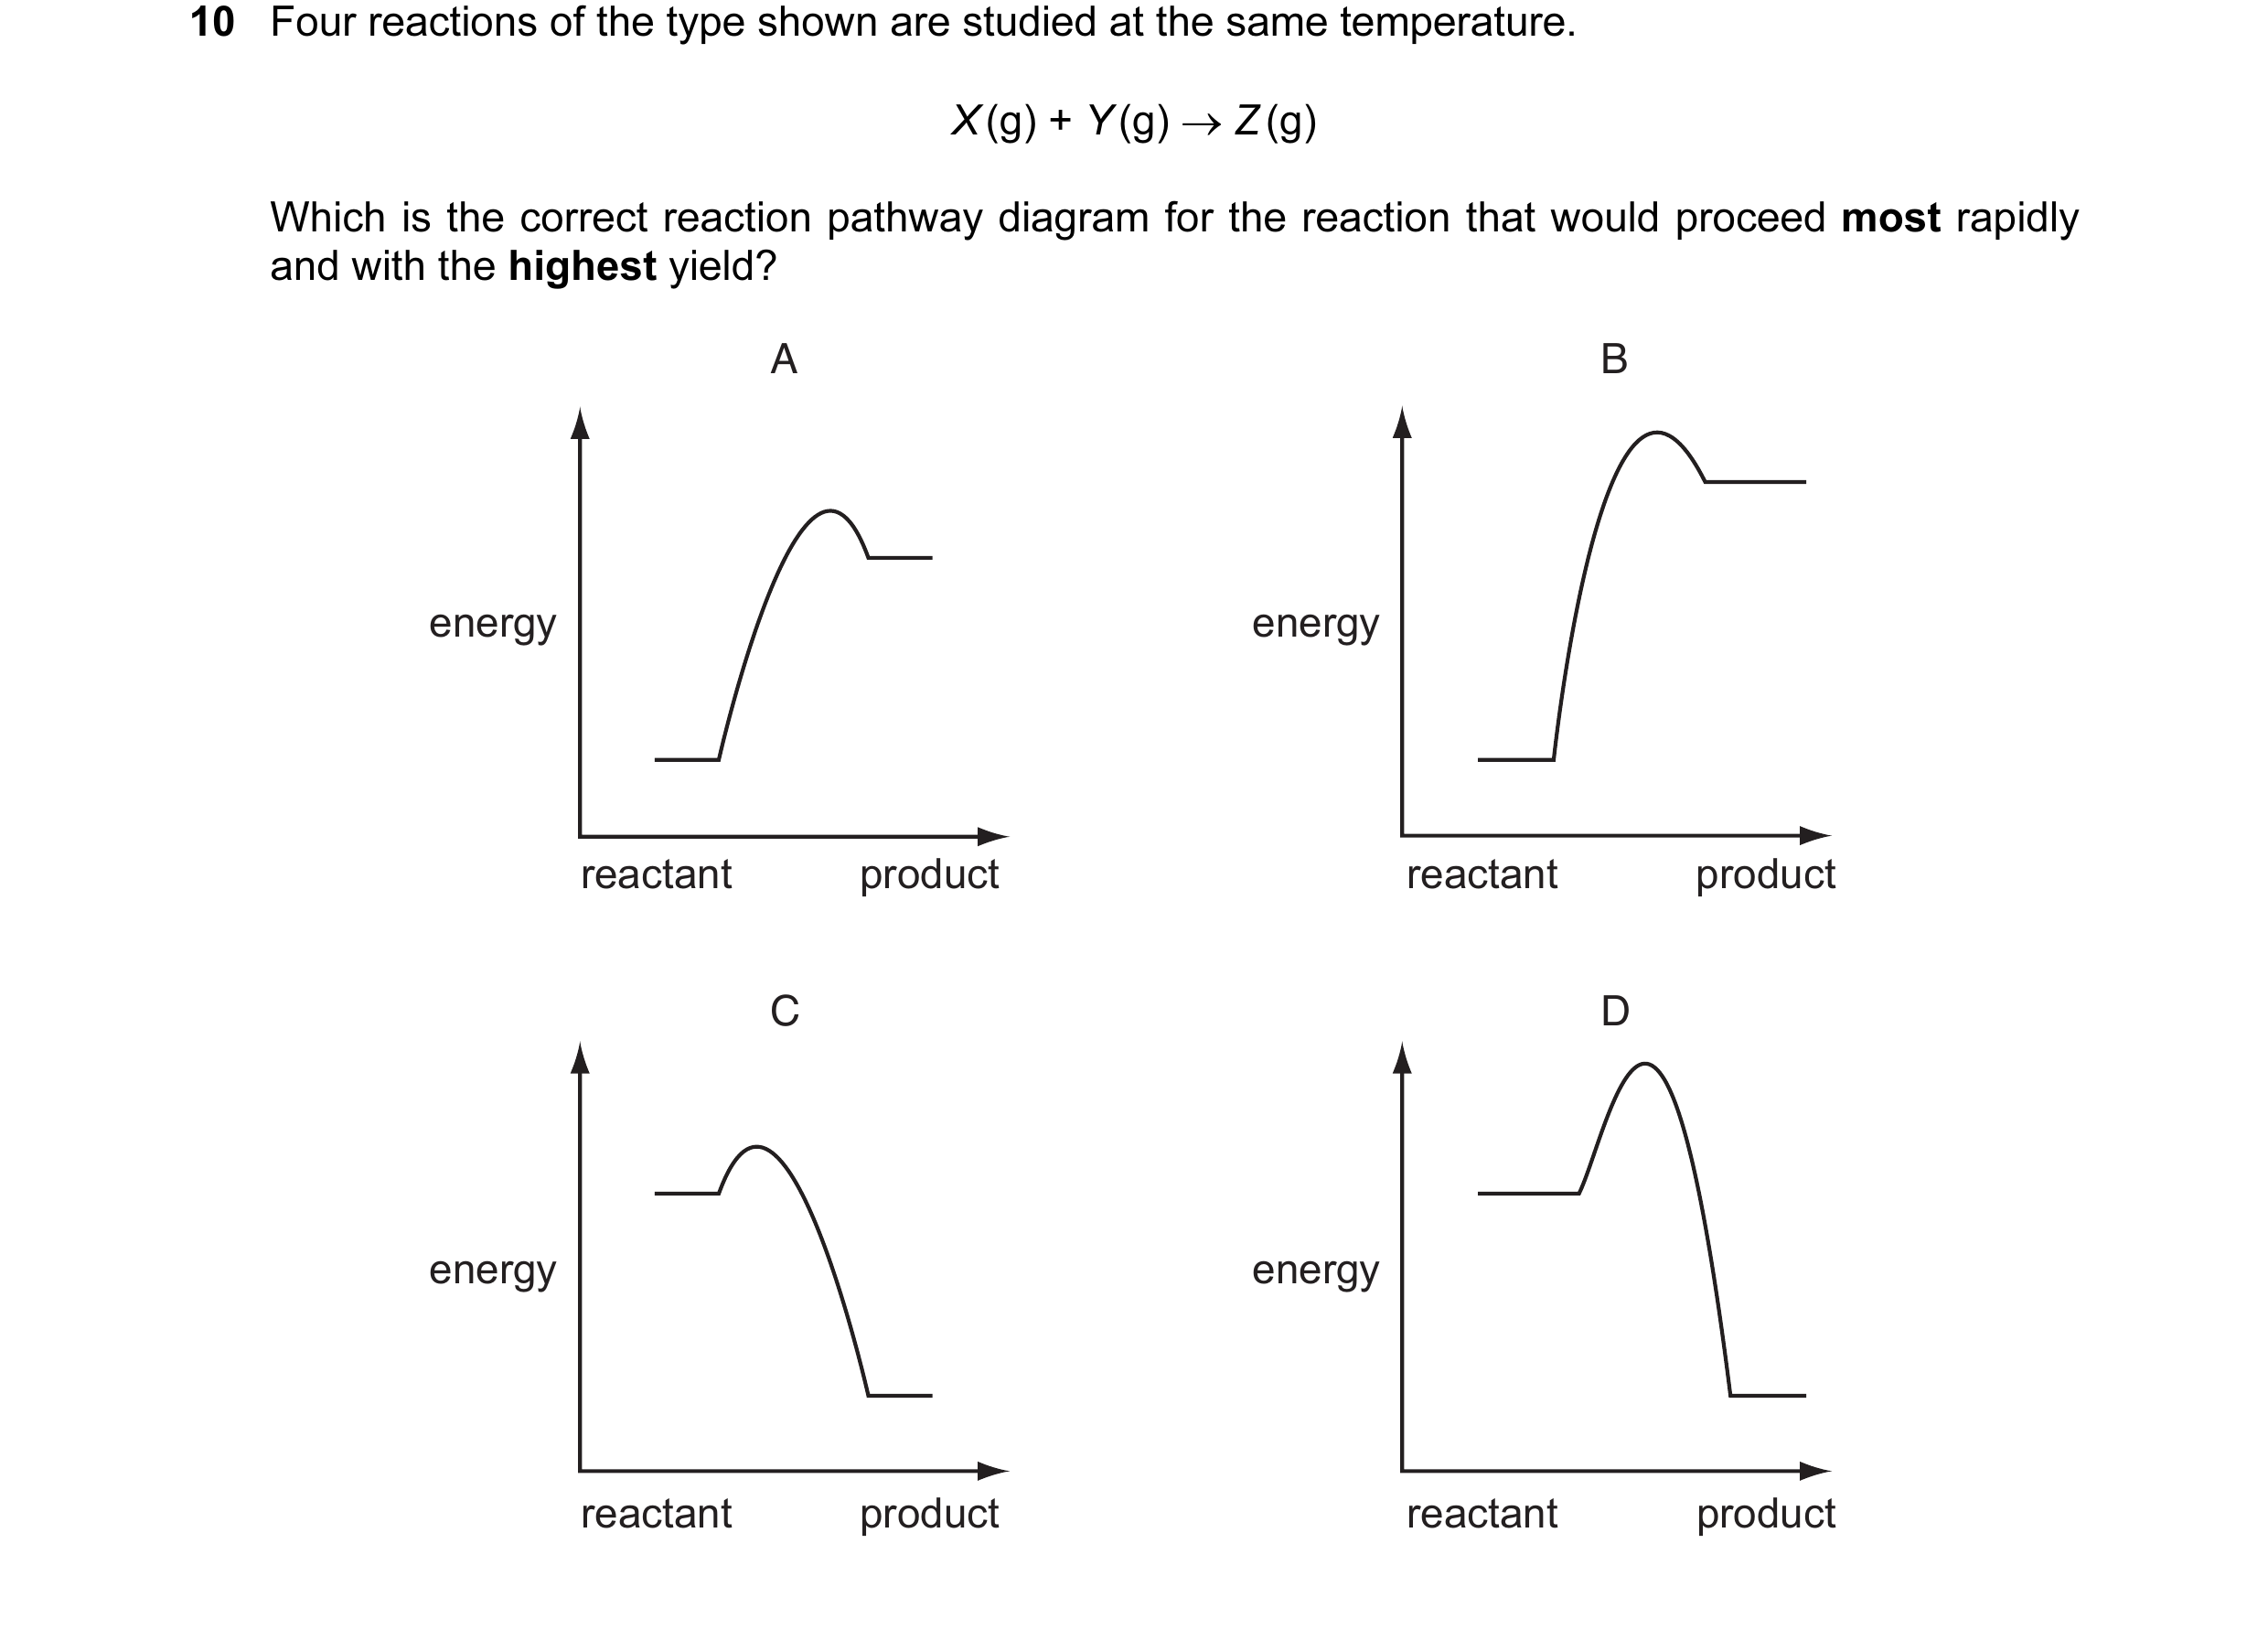 10 Four reactions of the type shown are studied at the same temperature.
X(g) + Y(g) → Z(g)
Which is the correct reaction pathway diagram for the reaction that would proceed most rapidly
and with the highest yield?
A
B
energy
energy
reactant product
reactant product
C
D
energy
energy
reactant product
reactant product